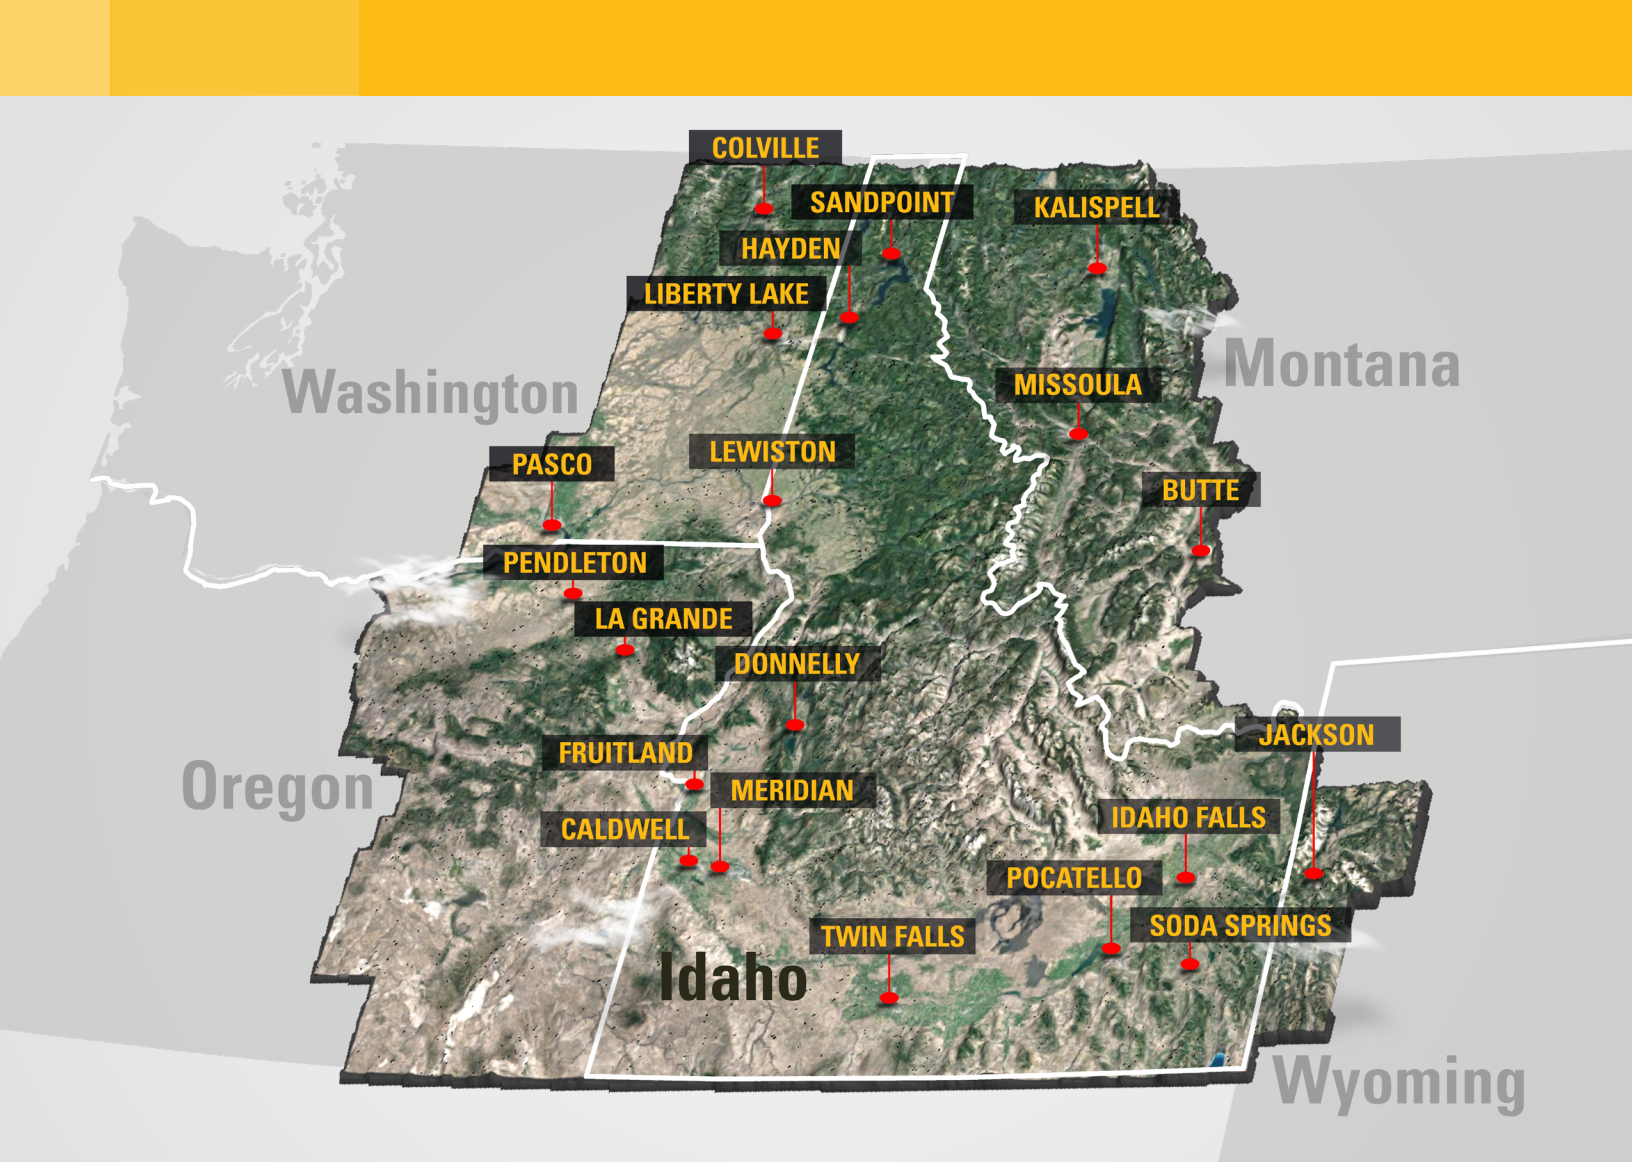 COLVILLE
SANDPOINT
KALISPELL
HAYDEN
LIBERTY LAKE
Washington
Montana
MISSOULA
LEWISTON
PASCO
BUTTE
PENDLETON
LA GRANDE
DONNELLY
JACKSON
FRUITLAND
Oregon
MERIDIAN
IDAHO FALLS
CALDWELL
POCATELLO
SODA SPRINGS
TWIN FALLS
Idaho
Wyoming